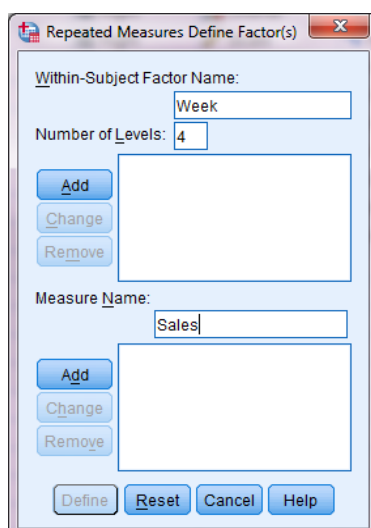 Repeated Measures Define Factor(s)
Within-Subject Factor Name:
Week
Number of Levels: 4
Add
Change
Remove
Measure Name:
Sales
Add
Change
Remove
Define Reset Cancel Help